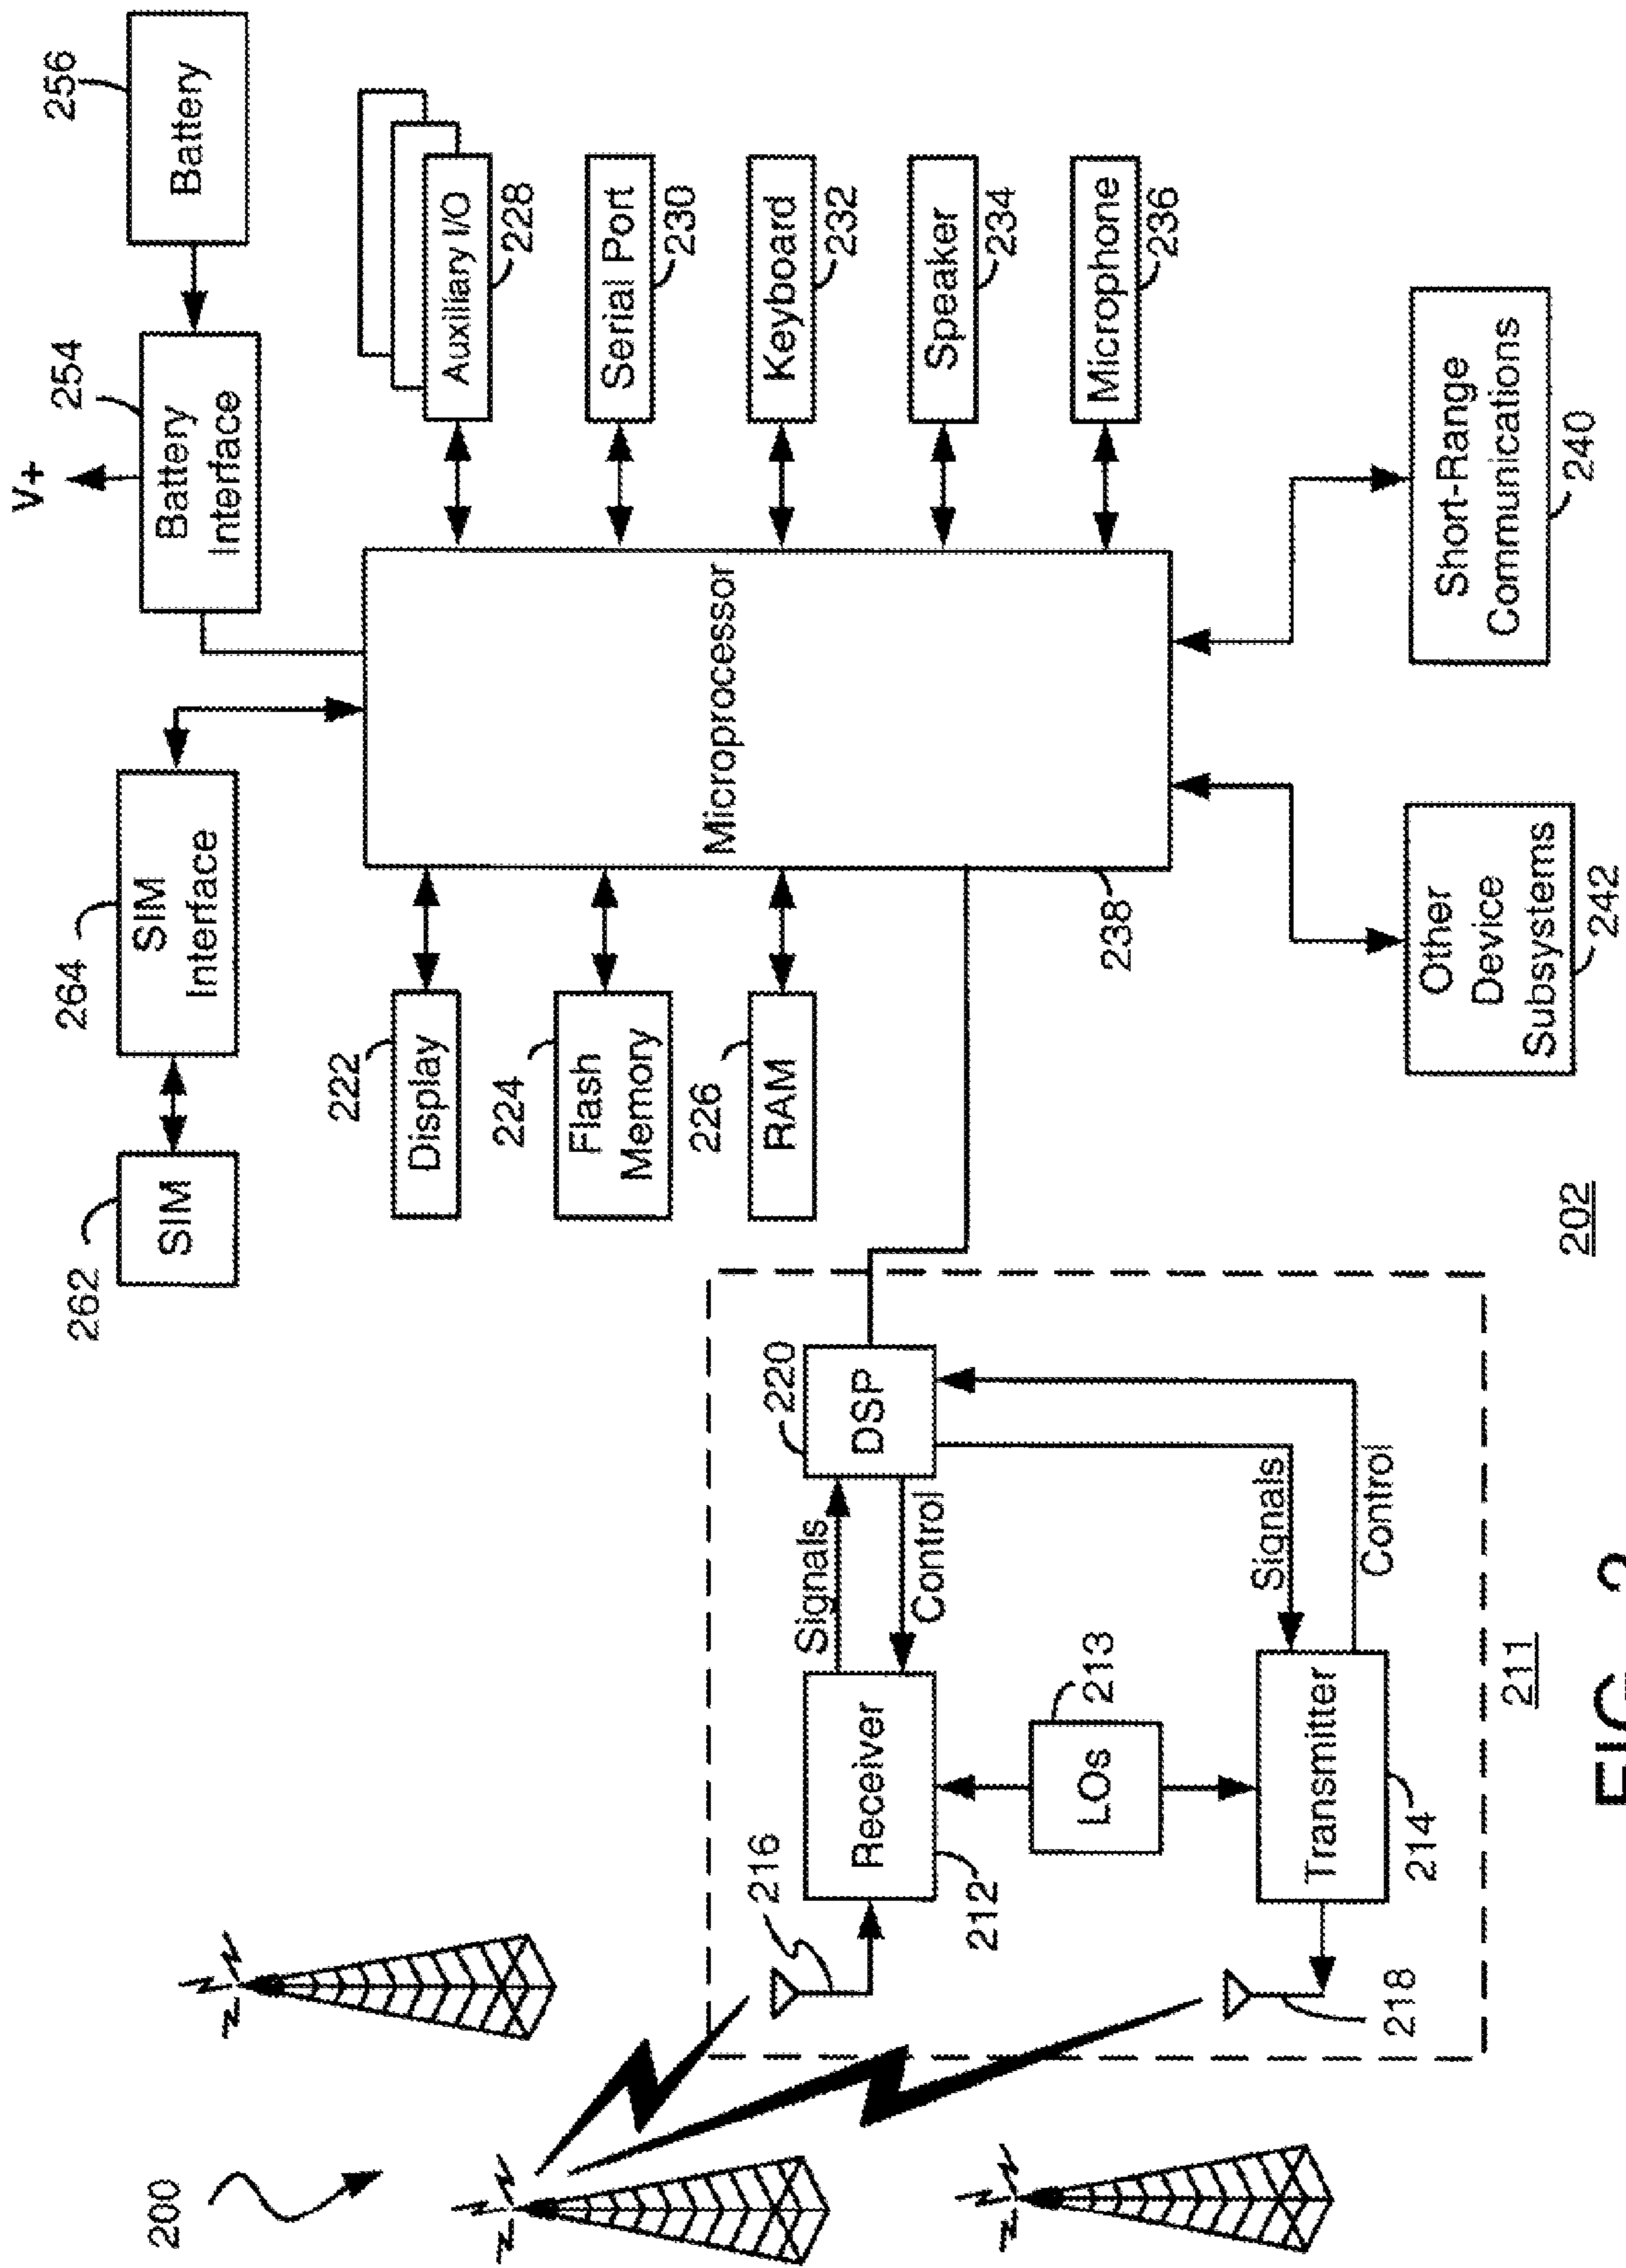 200
262
SIM
264
SIM
Interface
V+
254
Battery
Interface
256
Battery
222
Display
224
Flash
Memory
226
RAM
Microprocessor
238
Auxiliary I/O
228
Serial Port
230
Keyboard
232
Speaker
234
Microphone
236
216
Receiver
212
Signals
Control
220
DSP
LOs
213
218
Transmitter
214
Signals
Control
211
202
Other
Device
Subsystems
242
Short-Range
Communications
240
FIG. 2